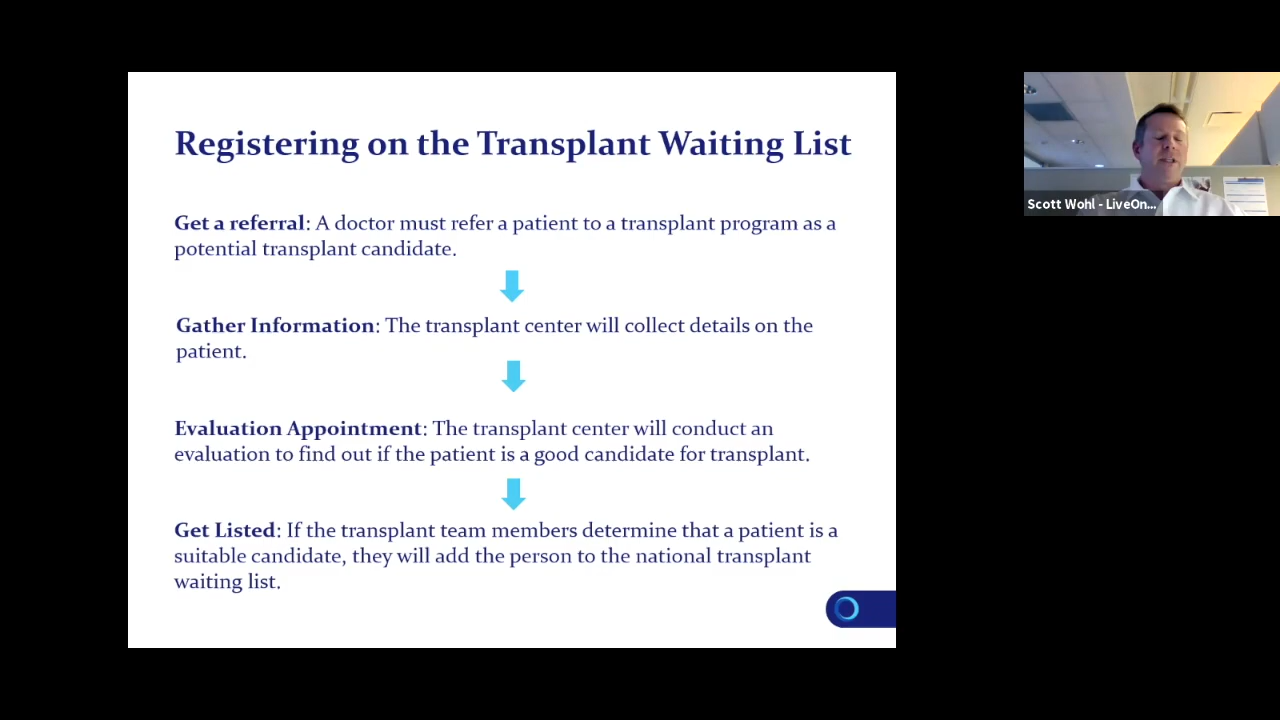 Registering on the Transplant Waiting List
Get a referral: A doctor must refer a patient to a transplant program as a
potential transplant candidate.
Gather Information: The transplant center will collect details on the
patient.
Evaluation Appointment: The transplant center will conduct an
evaluation to find out if the patient is a good candidate for transplant.
Get Listed: If the transplant team members determine that a patient is a
suitable candidate, they will add the person to the national transplant
waiting list.
Scott Wohl - LiveOn...